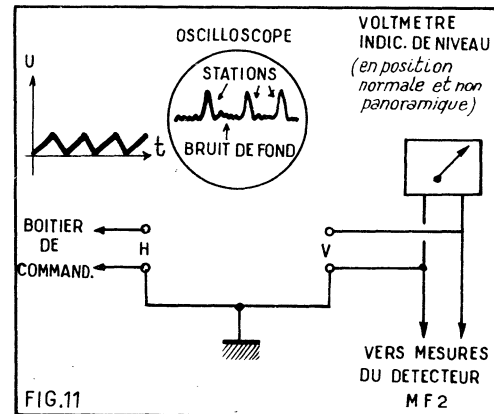 OSCILLOSCOPE
VOLTMETRE
INDIC. DE NIVEAU
(en position
normale et non
panoramique)
U
STATIONS
BRUIT DE FOND
t
BOITIER
DE
COMMAND.
H
V
VERS MESURES
DU DETECTEUR
MF2
FIG.11